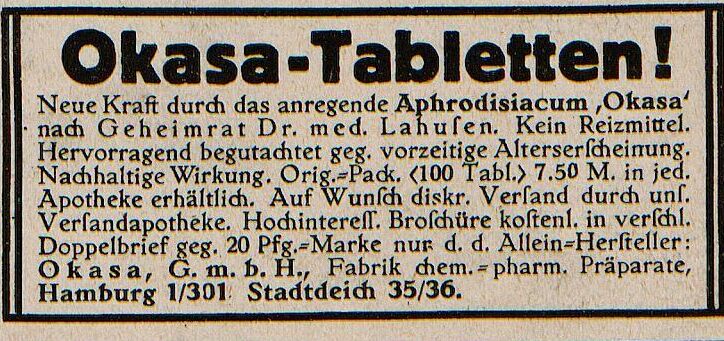 Okasa-Tabletten!
Neue Kraft durch das anregende Aphrodisiacum ‚Okasa‘
nach Geheimrat Dr. med. Lahuſen. Kein Reizmittel.
Hervorragend begutachtet geg. vorzeitige Alterserſcheinung.
Nachhaltige Wirkung. Orig.=Pack. <100 Tabl.> 7.50 M. in jed.
Apotheke erhältlich. Auf Wunſch diskr. Verſand durch unſ.
Verſandapotheke. Hochintereſſ. Broſchüre koſtenl. in verſchl.
Doppelbrief geg. 20 Pfg.=Marke nur d. d. Allein=Herſteller:
Okasa, G. m. b. H., Fabrik chem. = pharm. Präparate,
Hamburg 1/301 Stadtdeich 35/36.